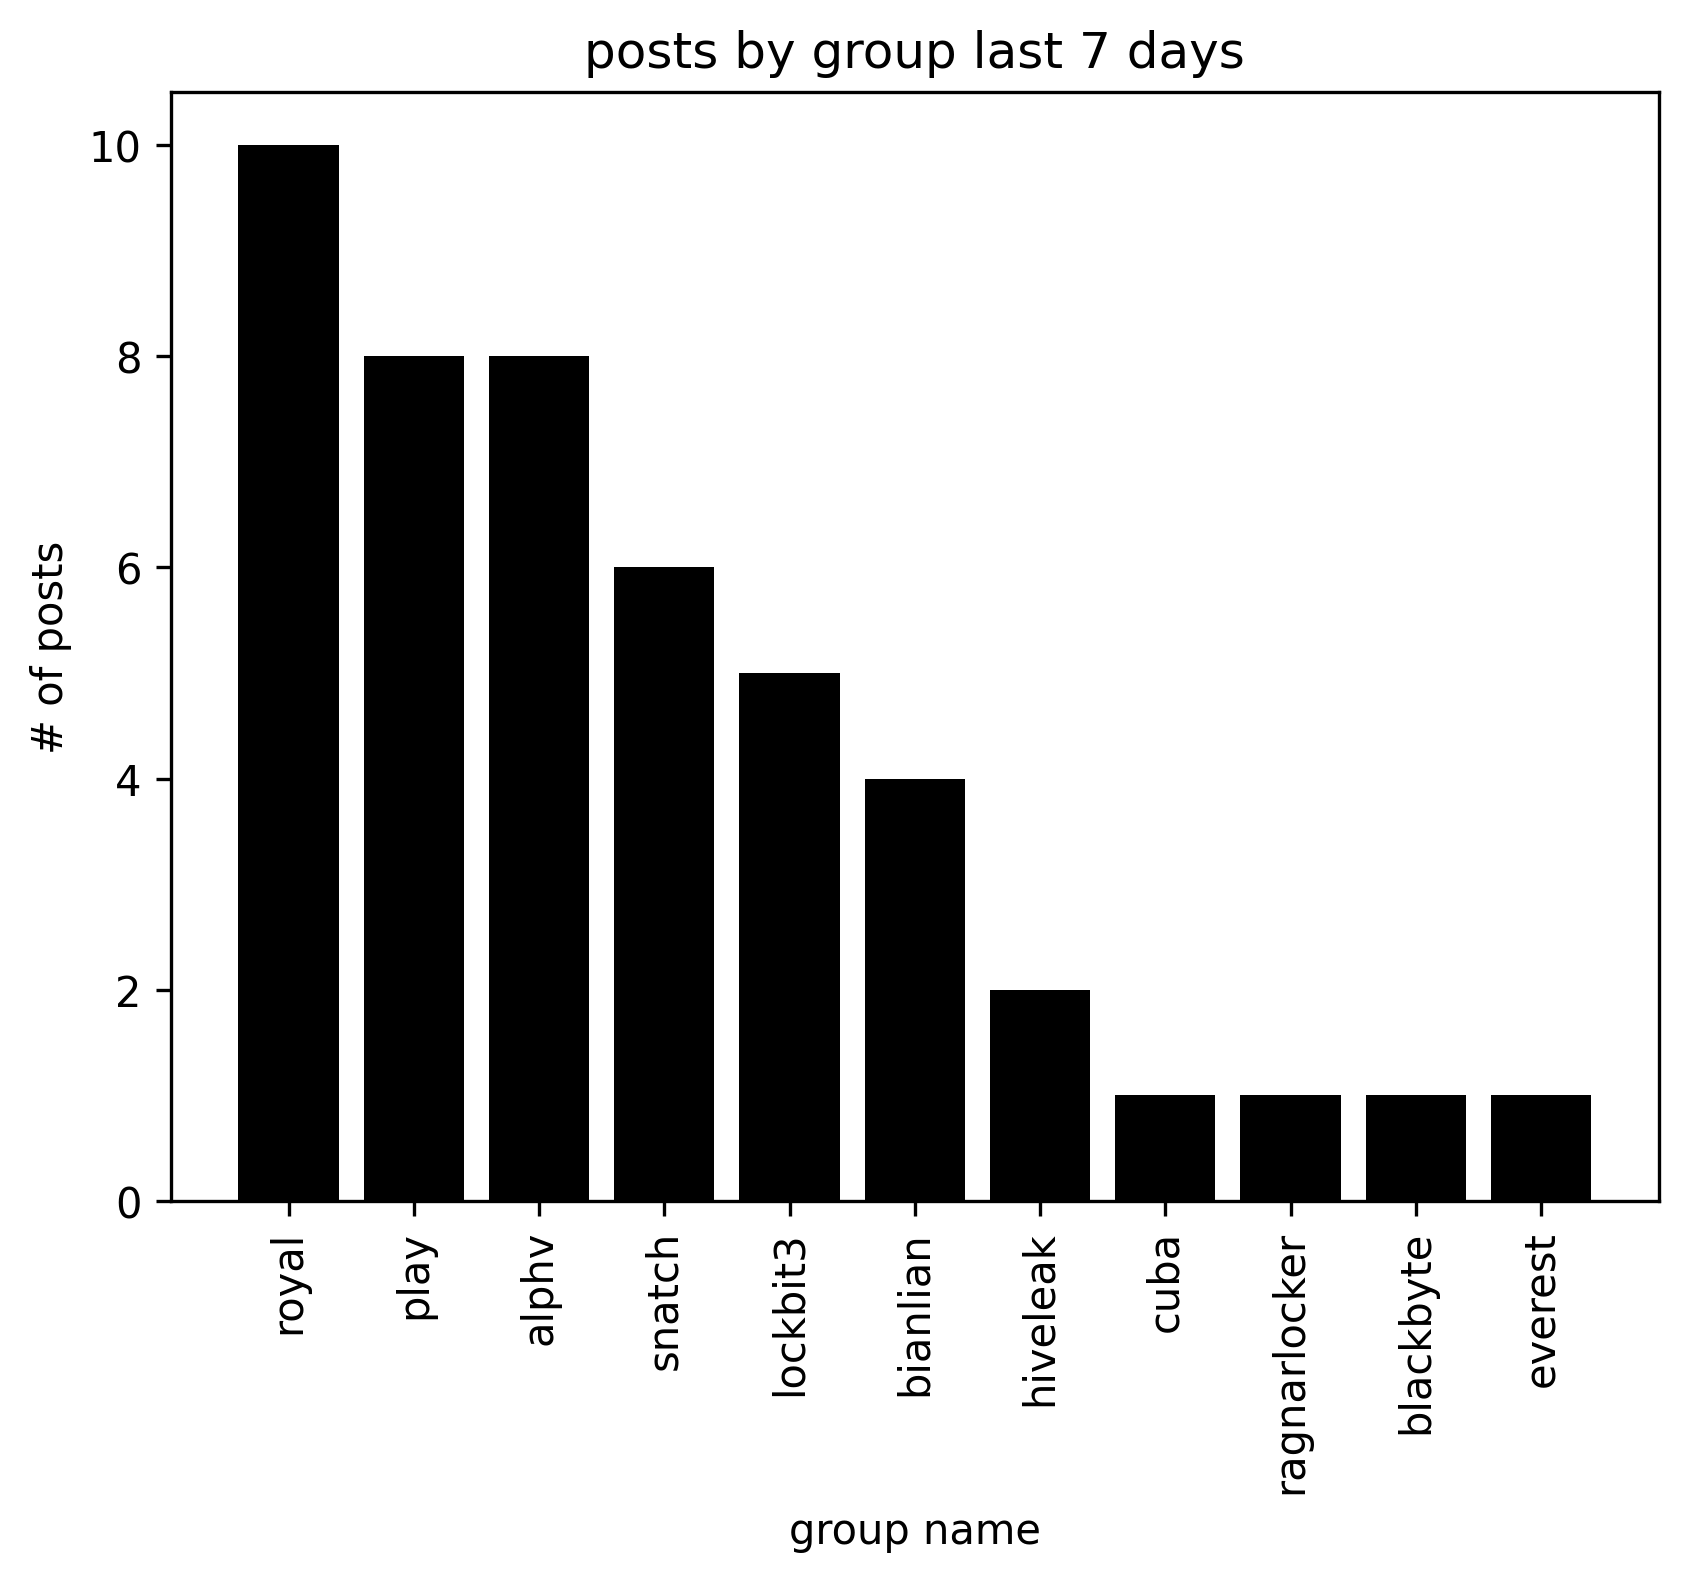 posts by group last 7 days
10
8
6
4
2
0
# of posts
royal
play
alphv
snatch
lockbit3
bianlian
hiveleak
cuba
ragnarlocker
blackbyte
everest
group name